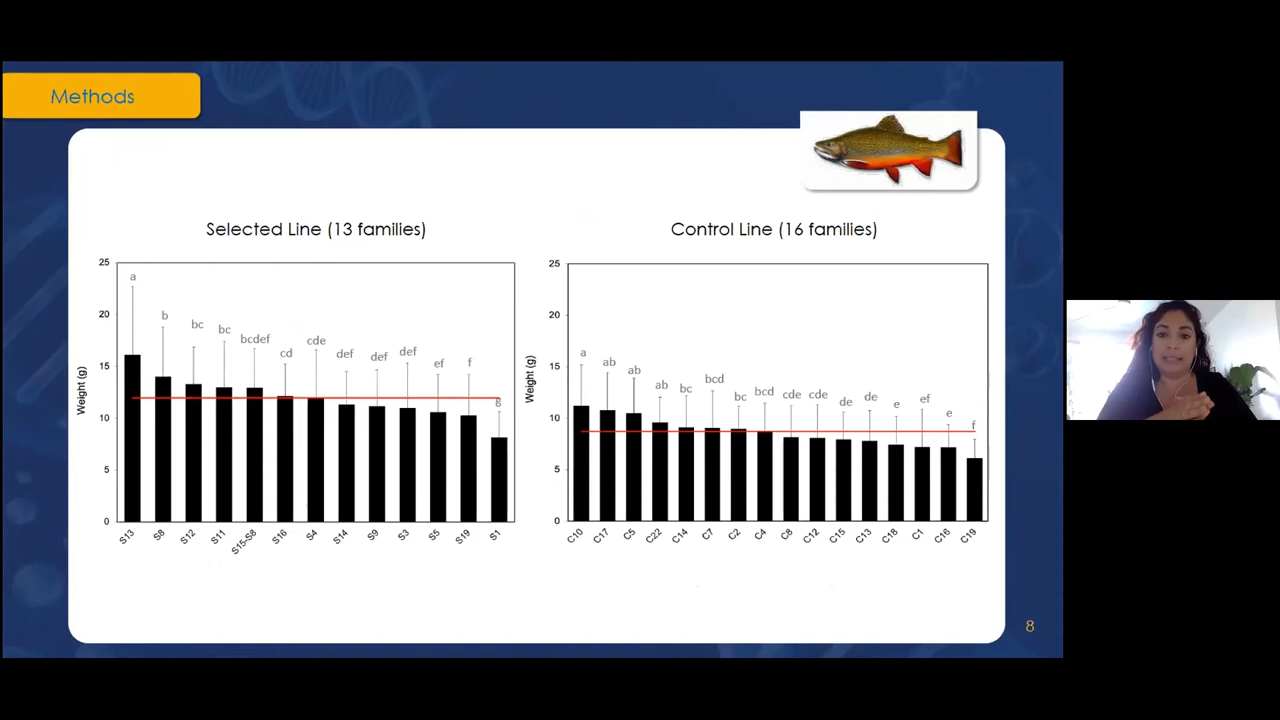 Methods
Selected Line (13 families)
Control Line (16 families)
25
20
15
10
5
0
Weight (g)
a
b
bc
bc
bcdef
cd
cde
def
def
def
ef
f
g
S13
S8
S12
S11
S15-S8
S16
S4
S14
S9
S3
S5
S19
S1
25
20
15
10
5
0
Weight (g)
a
ab
ab
ab
bc
bcd
bc
bcd
cde
cde
de
de
e
ef
e
f
C10
C17
C5
C22
C14
C7
C2
C4
C8
C12
C15
C13
C18
C1
C16
C19
8